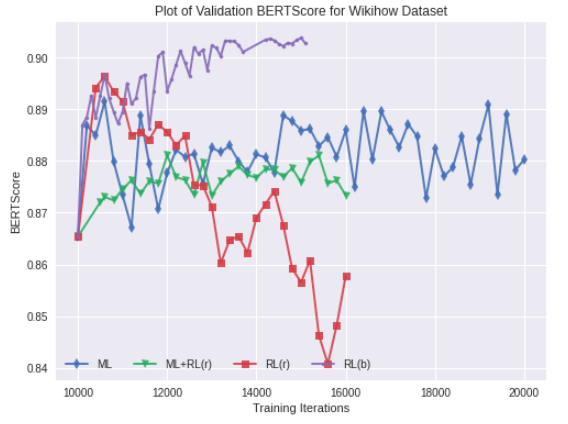 Plot of Validation BERTScore for Wikihow Dataset
BERTScore
0.90
0.89
0.88
0.87
0.86
0.85
0.84
ML ML+RL(r) RL(r) RL(b)
10000 12000 14000 16000 18000 20000
Training Iterations